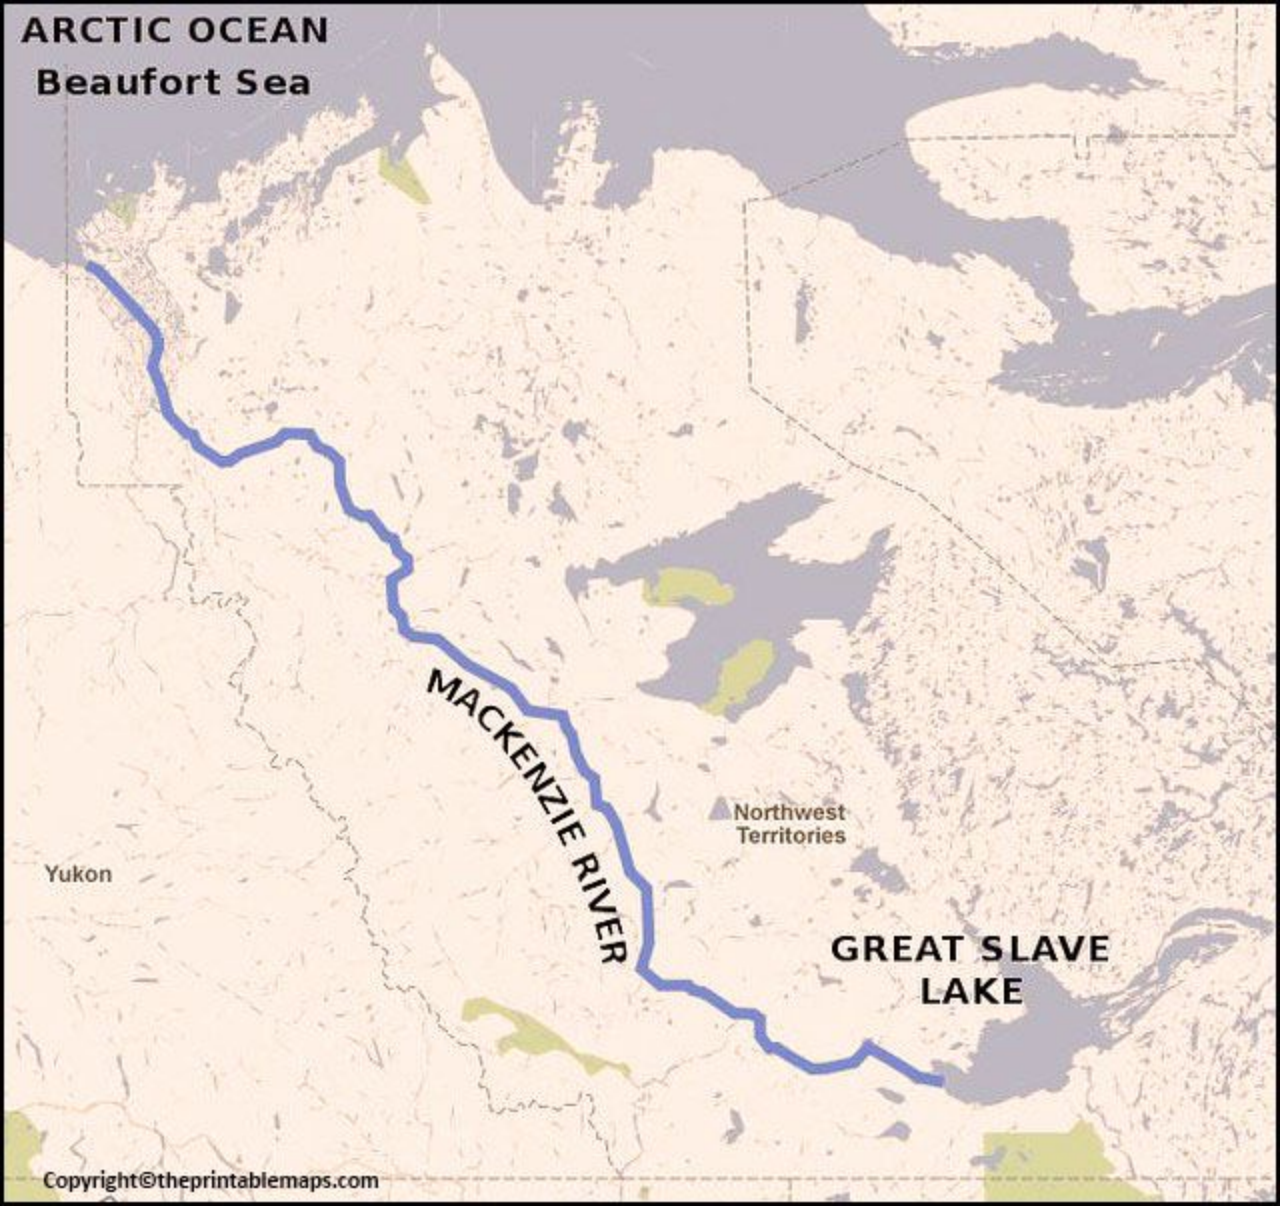 ARCTIC OCEAN
Beaufort Sea
MACKENZIE RIVER
Northwest
Territories
Yukon
GREAT SLAVE
LAKE
Copyright©theprintablemaps.com